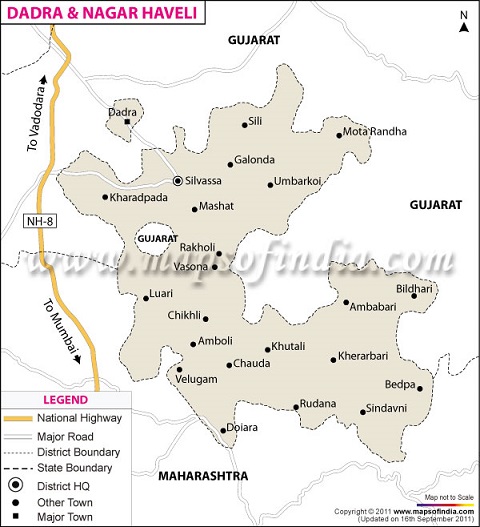 DADRA & NAGAR HAVELI
N
GUJARAT
To Vadodara
Dadra
Sili
Mota Randha
Galonda
Silvassa
Umbarkoi
Kharadpada
Mashat
GUJARAT
NH-8
GUJARAT
Rakholi
www.mapsofindia.com
Vasona
Luari
Bildhari
Ambabari
To Mumbai
Chikhli
Amboli
Khutali
Chauda
Kherarbari
Velugam
Bedpa
Rudana
Sindavni
Doiara
MAHARASHTRA
LEGEND
National Highway
Major Road
District Boundary
State Boundary
District HQ
Other Town
Major Town
Map not to Scale
Copyright © 2011 www.mapsofindia.com
(Updated on 16th September 2011)